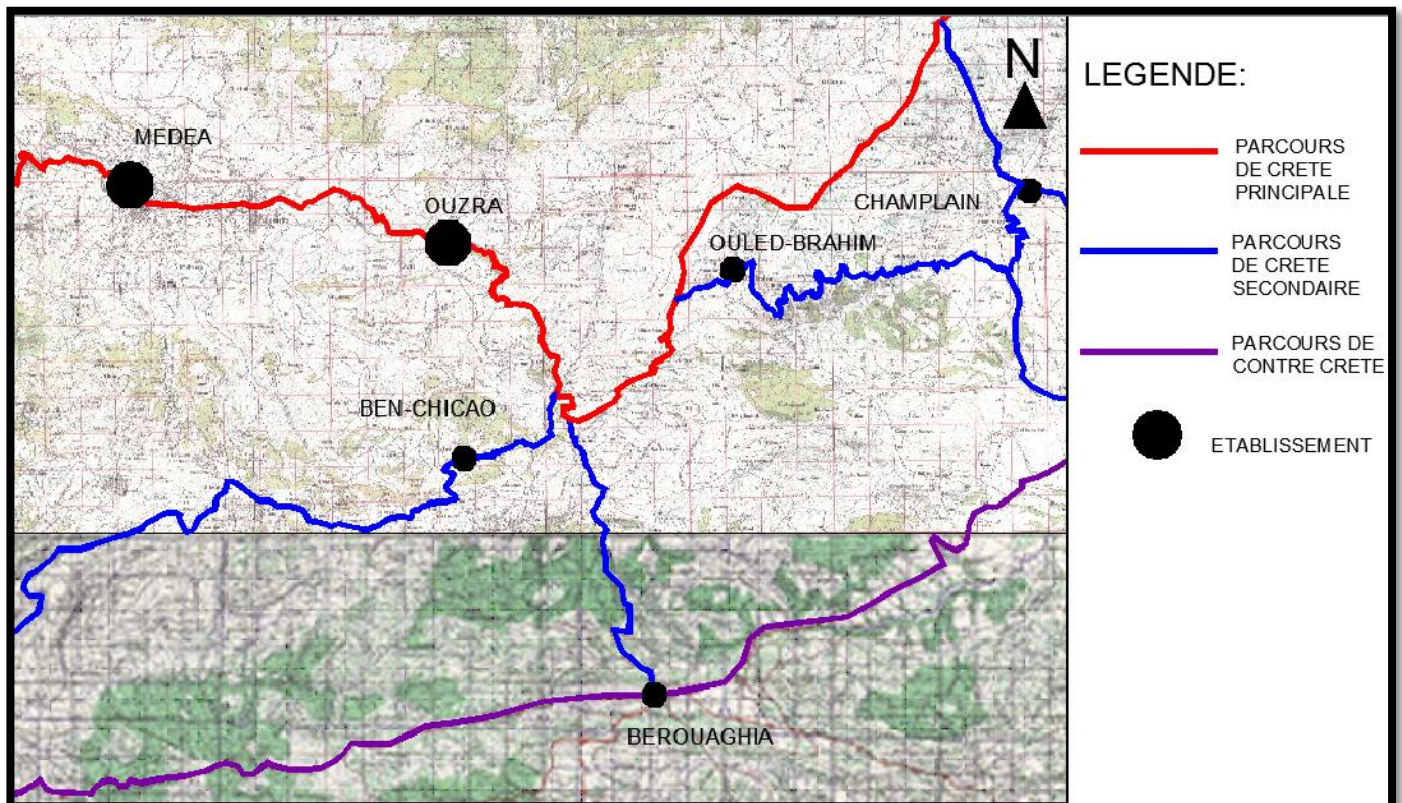 MEDEA
OUZRA
CHAMPLAIN
OULED-BRAHIM
BEN-CHICAO
BEROUAGHIA
N
LEGENDE:
PARCOURS
DE CRETE
PRINCIPALE
PARCOURS
DE CRETE
SECONDAIRE
PARCOURS DE
CONTRE CRETE
ETABLISSEMENT